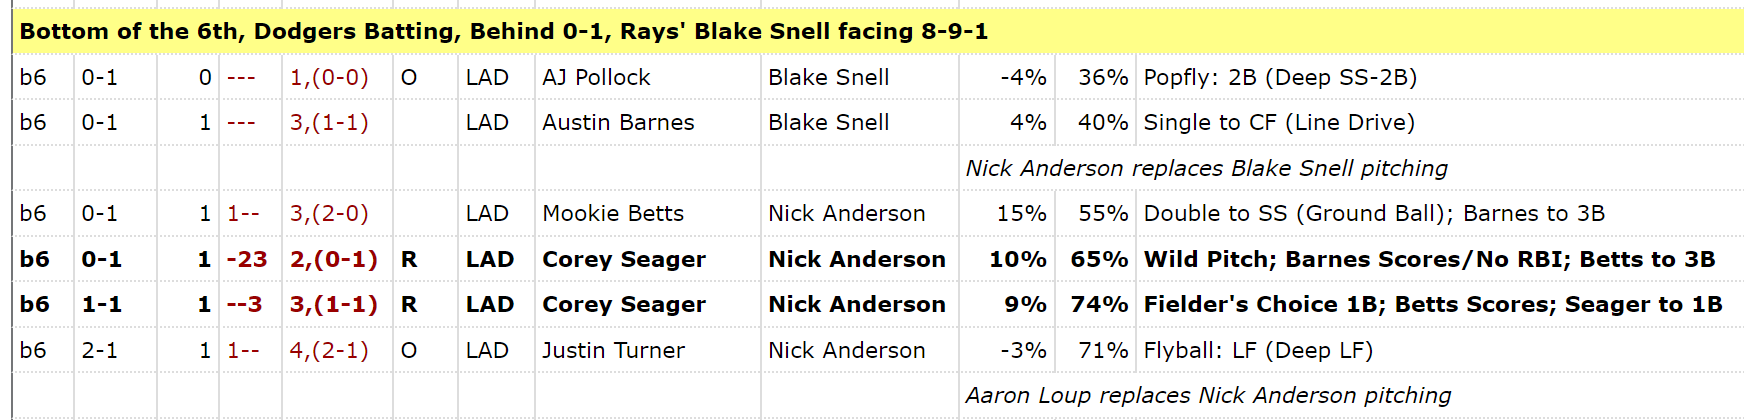 Bottom of the 6th, Dodgers Batting, Behind 0-1, Rays' Blake Snell facing 8-9-1
b6 0-1 0 --- 1,(0-0) O LAD AJ Pollock Blake Snell -4% 36% Popfly: 2B (Deep SS-2B)
b6 0-1 1 --- 3,(1-1) LAD Austin Barnes Blake Snell 4% 40% Single to CF (Line Drive)
Nick Anderson replaces Blake Snell pitching
b6 0-1 1 1-- 3,(2-0) LAD Mookie Betts Nick Anderson 15% 55% Double to SS (Ground Ball); Barnes to 3B
b6 0-1 1 -23 2,(0-1) R LAD Corey Seager Nick Anderson 10% 65% Wild Pitch; Barnes Scores/No RBI; Betts to 3B
b6 1-1 1 --3 3,(1-1) R LAD Corey Seager Nick Anderson 9% 74% Fielder's Choice 1B; Betts Scores; Seager to 1B
b6 2-1 1 1-- 4,(2-1) O LAD Justin Turner Nick Anderson -3% 71% Flyball: LF (Deep LF)
Aaron Loup replaces Nick Anderson pitching